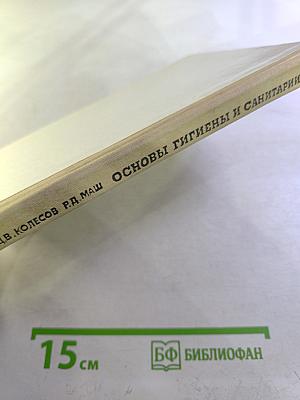 Д.В. КОЛЕСОВ Р.Д. МАШ ОСНОВЫ ГИГИЕНЫ И САНИТАРИИ
15 см
БФ БИБЛИОФАН